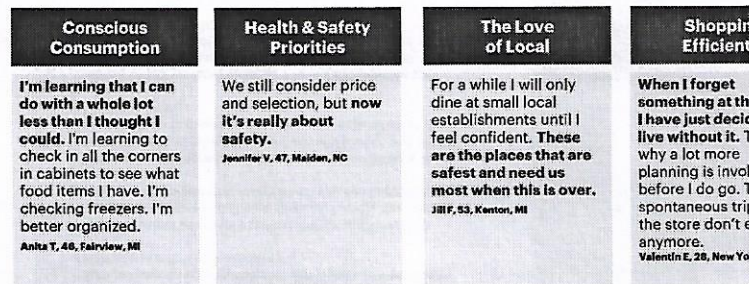 Conscious
Consumption
I'm learning that I can
do with a whole lot
less than I thought I
could. I'm learning to
check in all the corners
in cabinets to see what
food items I have. I'm
checking freezers. I'm
better organized.
Anita T, 46, Fairview, MI
Health & Safety
Priorities
We still consider price
and selection, but now
it's really about
safety.
Jennifer V, 47, Maiden, NC
The Love
of Local
For a while I will only
dine at small local
establishments until I
feel confident. These
are the places that are
safest and need us
most when this is over.
Jill F, 53, Kenton, MI
When I forget
something at
I have just
live without it.
why a lot more
planning is
before I do go.
spontaneous
the store don't
anymore.
Valentin E, 28, New